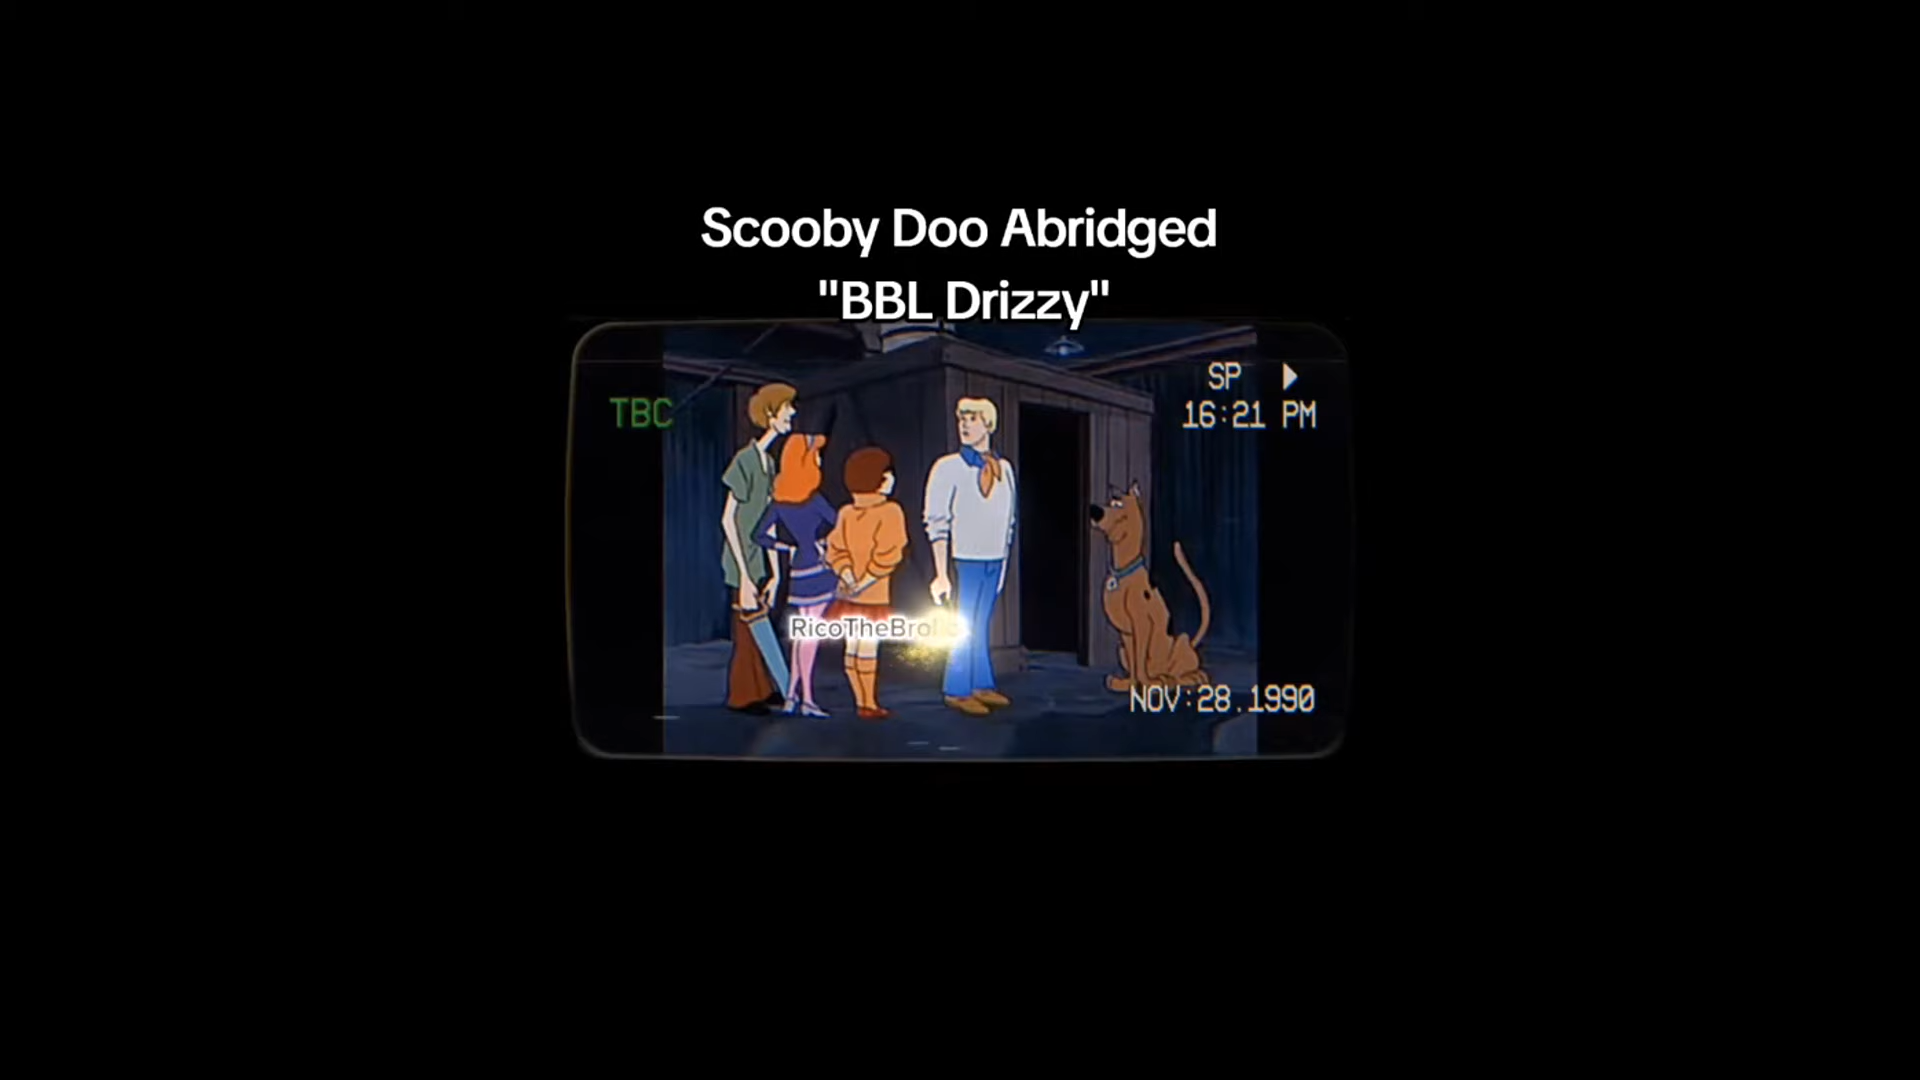 Scooby Doo Abridged
"BBL Drizzy"
SP
TBC
16:21 PM
NOV:28.1990